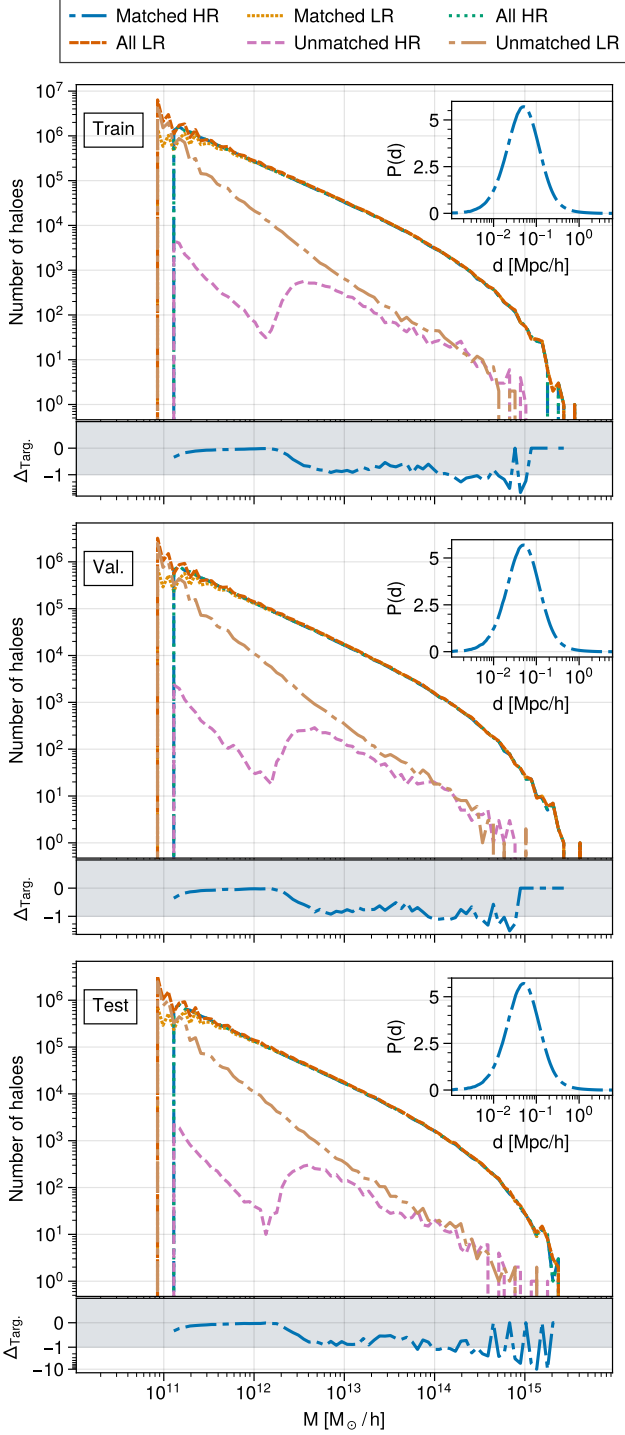 Matched HR Matched LR All HR
All LR Unmatched HR Unmatched LR
Train
Number of haloes
10⁷
10⁶
10⁵
10⁴
10³
10²
10¹
10⁰
P(d)
5
2.5
0
10⁻² 10⁻¹ 10⁰
d [Mpc/h]
Δ_Targ.
0
−1
Val.
Number of haloes
10⁶
10⁵
10⁴
10³
10²
10¹
10⁰
P(d)
5
2.5
0
10⁻² 10⁻¹ 10⁰
d [Mpc/h]
Δ_Targ.
0
−1
Test
Number of haloes
10⁶
10⁵
10⁴
10³
10²
10¹
10⁰
P(d)
5
2.5
0
10⁻² 10⁻¹ 10⁰
d [Mpc/h]
Δ_Targ.
0
−1
−10
10¹¹ 10¹² 10¹³ 10¹⁴ 10¹⁵
M [M_⊙/h]